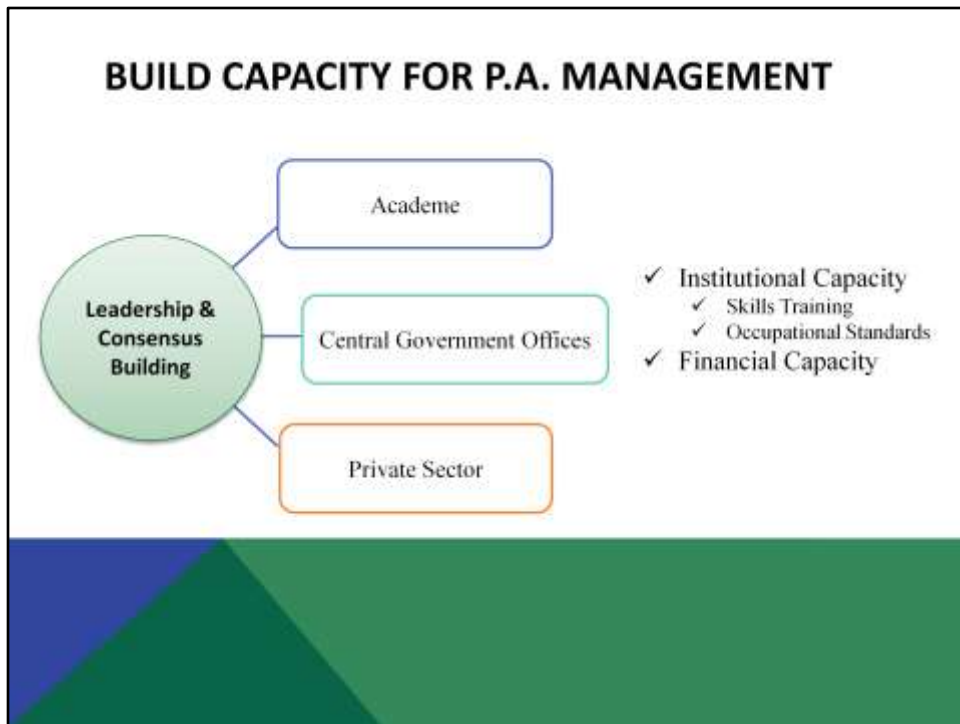 BUILD CAPACITY FOR P.A. MANAGEMENT
Academe
Leadership &
Consensus
Building
Central Government Offices
Private Sector
✓ Institutional Capacity
✓ Skills Training
✓ Occupational Standards
✓ Financial Capacity